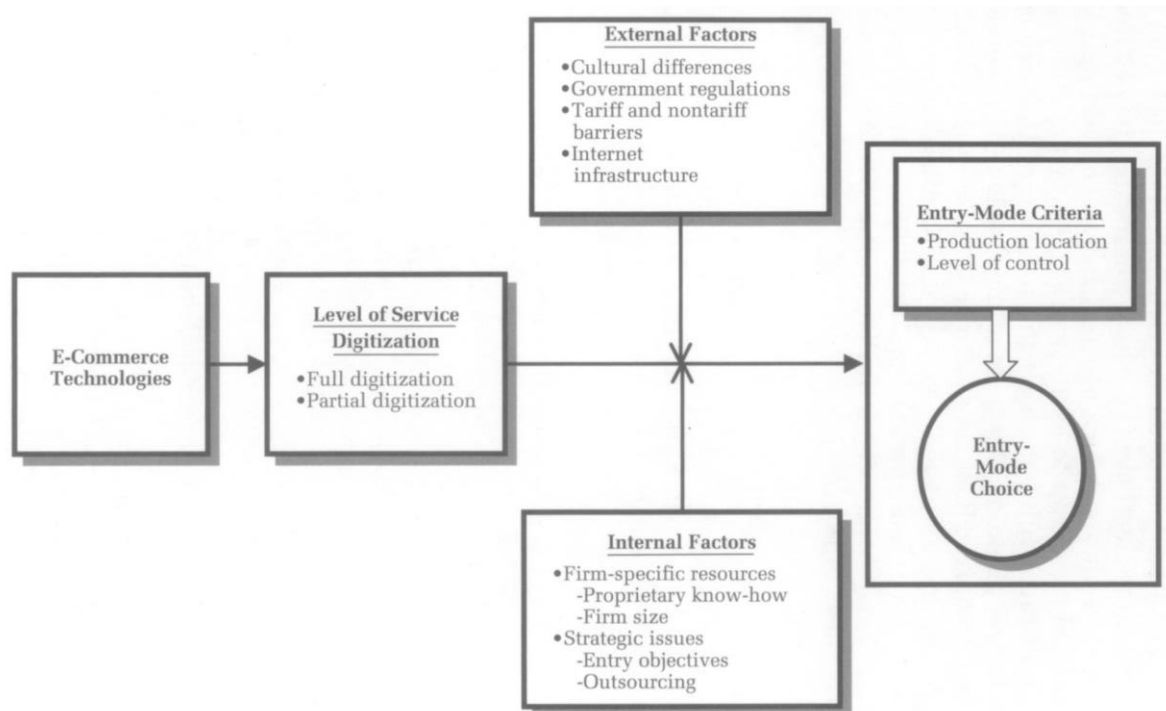 External Factors
•Cultural differences
•Government regulations
•Tariff and nontariff
barriers
•Internet
infrastructure
E-Commerce
Technologies
Level of Service
Digitization
•Full digitization
•Partial digitization
Entry-Mode Criteria
•Production location
•Level of control
Entry-
Mode
Choice
Internal Factors
•Firm-specific resources
-Proprietary know-how
-Firm size
•Strategic issues
-Entry objectives
-Outsourcing